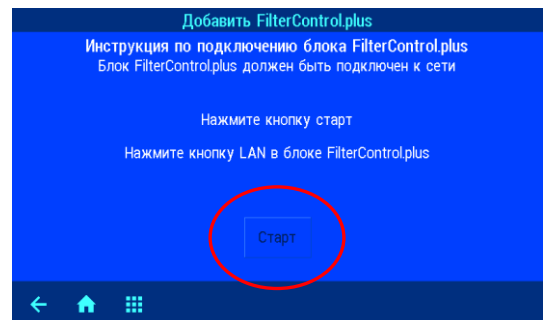 Добавить FilterControl.plus
Инструкция по подключению блока FilterControl.plus
Блок FilterControl.plus должен быть подключен к сети
Нажмите кнопку старт
Нажмите кнопку LAN в блоке FilterControl.plus
Старт